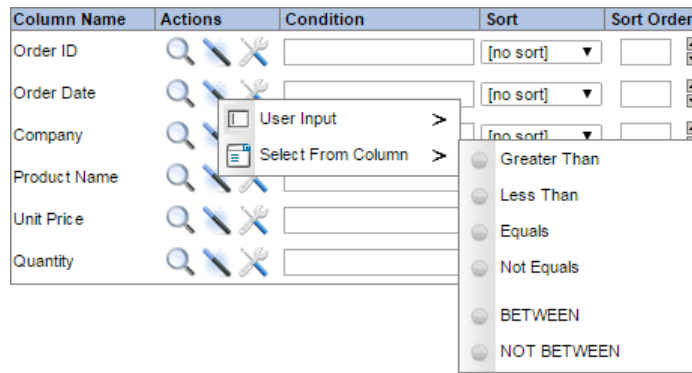 Column Name Actions Condition Sort Sort Order
Order ID [no sort]
Order Date [no sort]
User Input >
Company [no sort]
Select From Column >
Greater Than
Product Name
Less Than
Unit Price
Equals
Quantity
Not Equals
BETWEEN
NOT BETWEEN